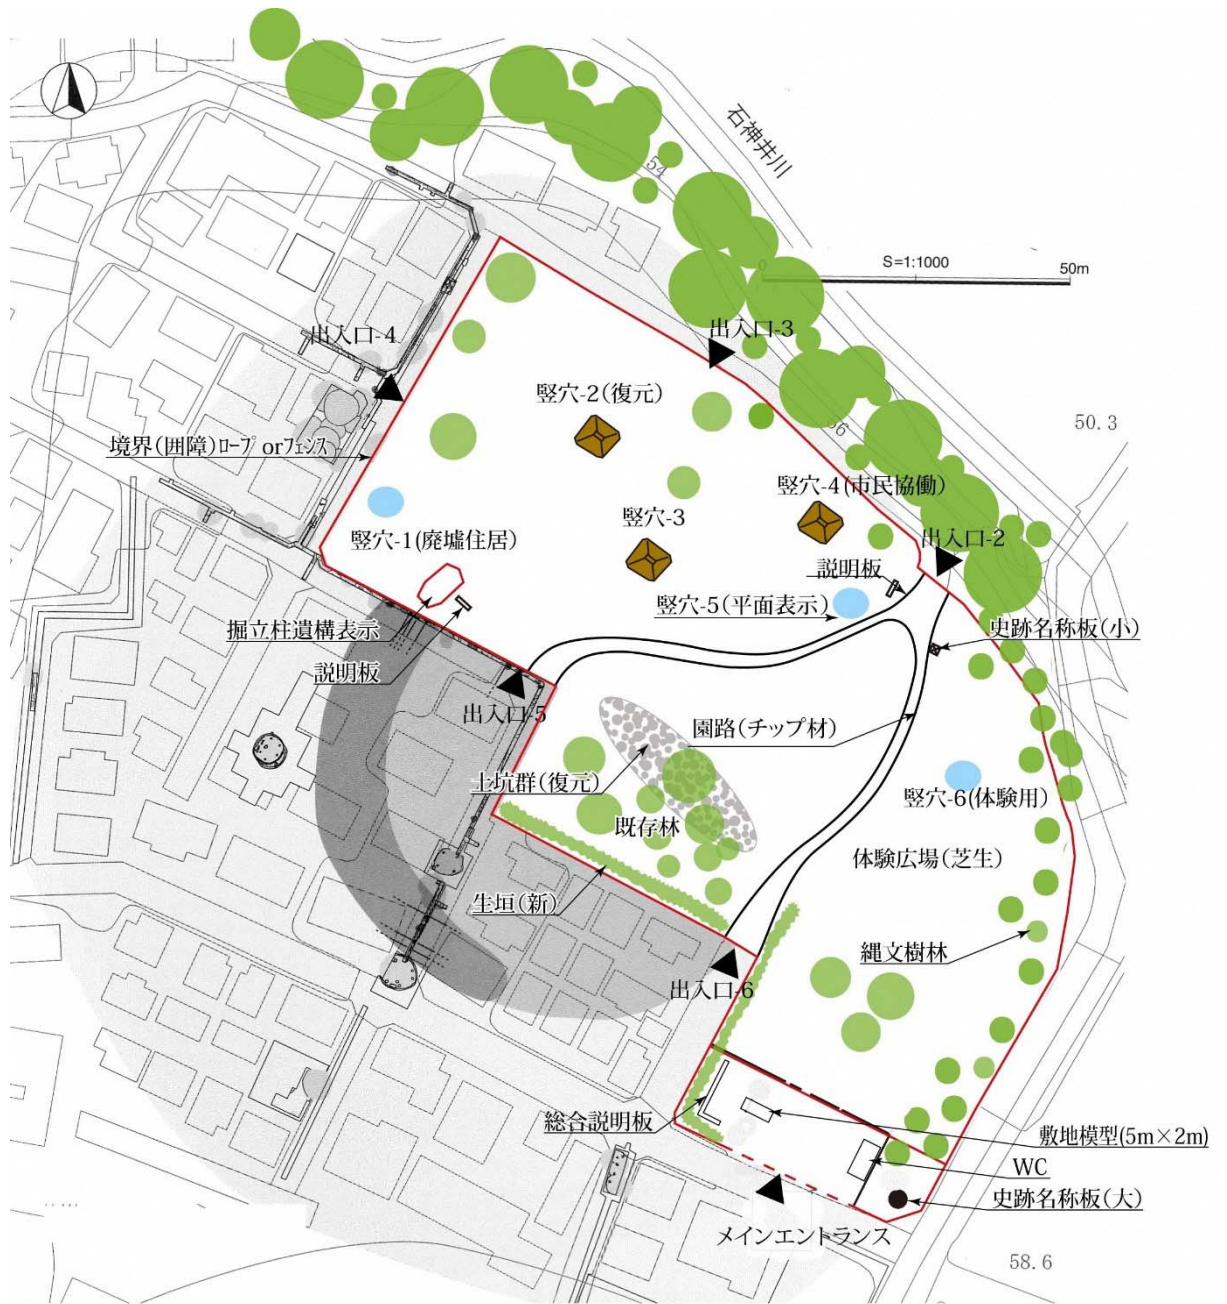 石神井川
54
S=1:1000
0
50m
出入口-3
出入口-4
竪穴-2(復元)
50.3
56
境界(囲障)ロープ orフェンス
竪穴-4(市民協働)
竪穴-3
出入口-2
竪穴-1(廃墟住居)
説明板
竪穴-5(平面表示)
掘立柱遺構表示
史跡名称板(小)
説明板
出入口-5
園路(チップ材)
土坑群(復元)
竪穴-6(体験用)
既存林
体験広場(芝生)
生垣(新)
縄文樹林
出入口-6
総合説明板
敷地模型(5m×2m)
WC
史跡名称板(大)
メインエントランス
58.6